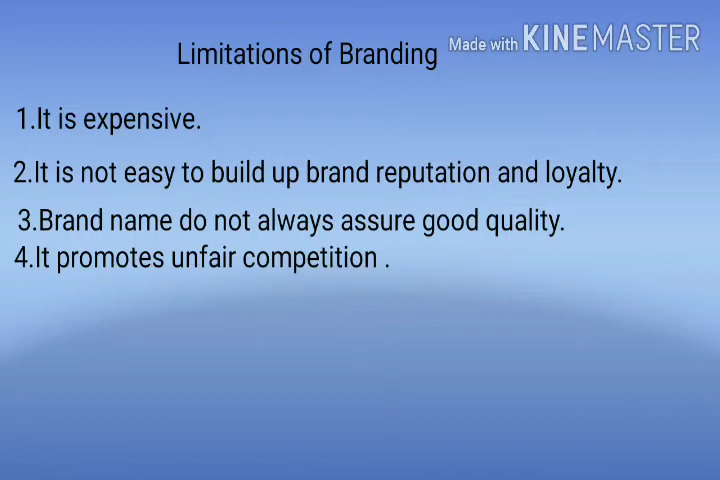 Limitations of Branding
Made with KINEMASTER
1.It is expensive.
2.It is not easy to build up brand reputation and loyalty.
3.Brand name do not always assure good quality.
4.It promotes unfair competition .